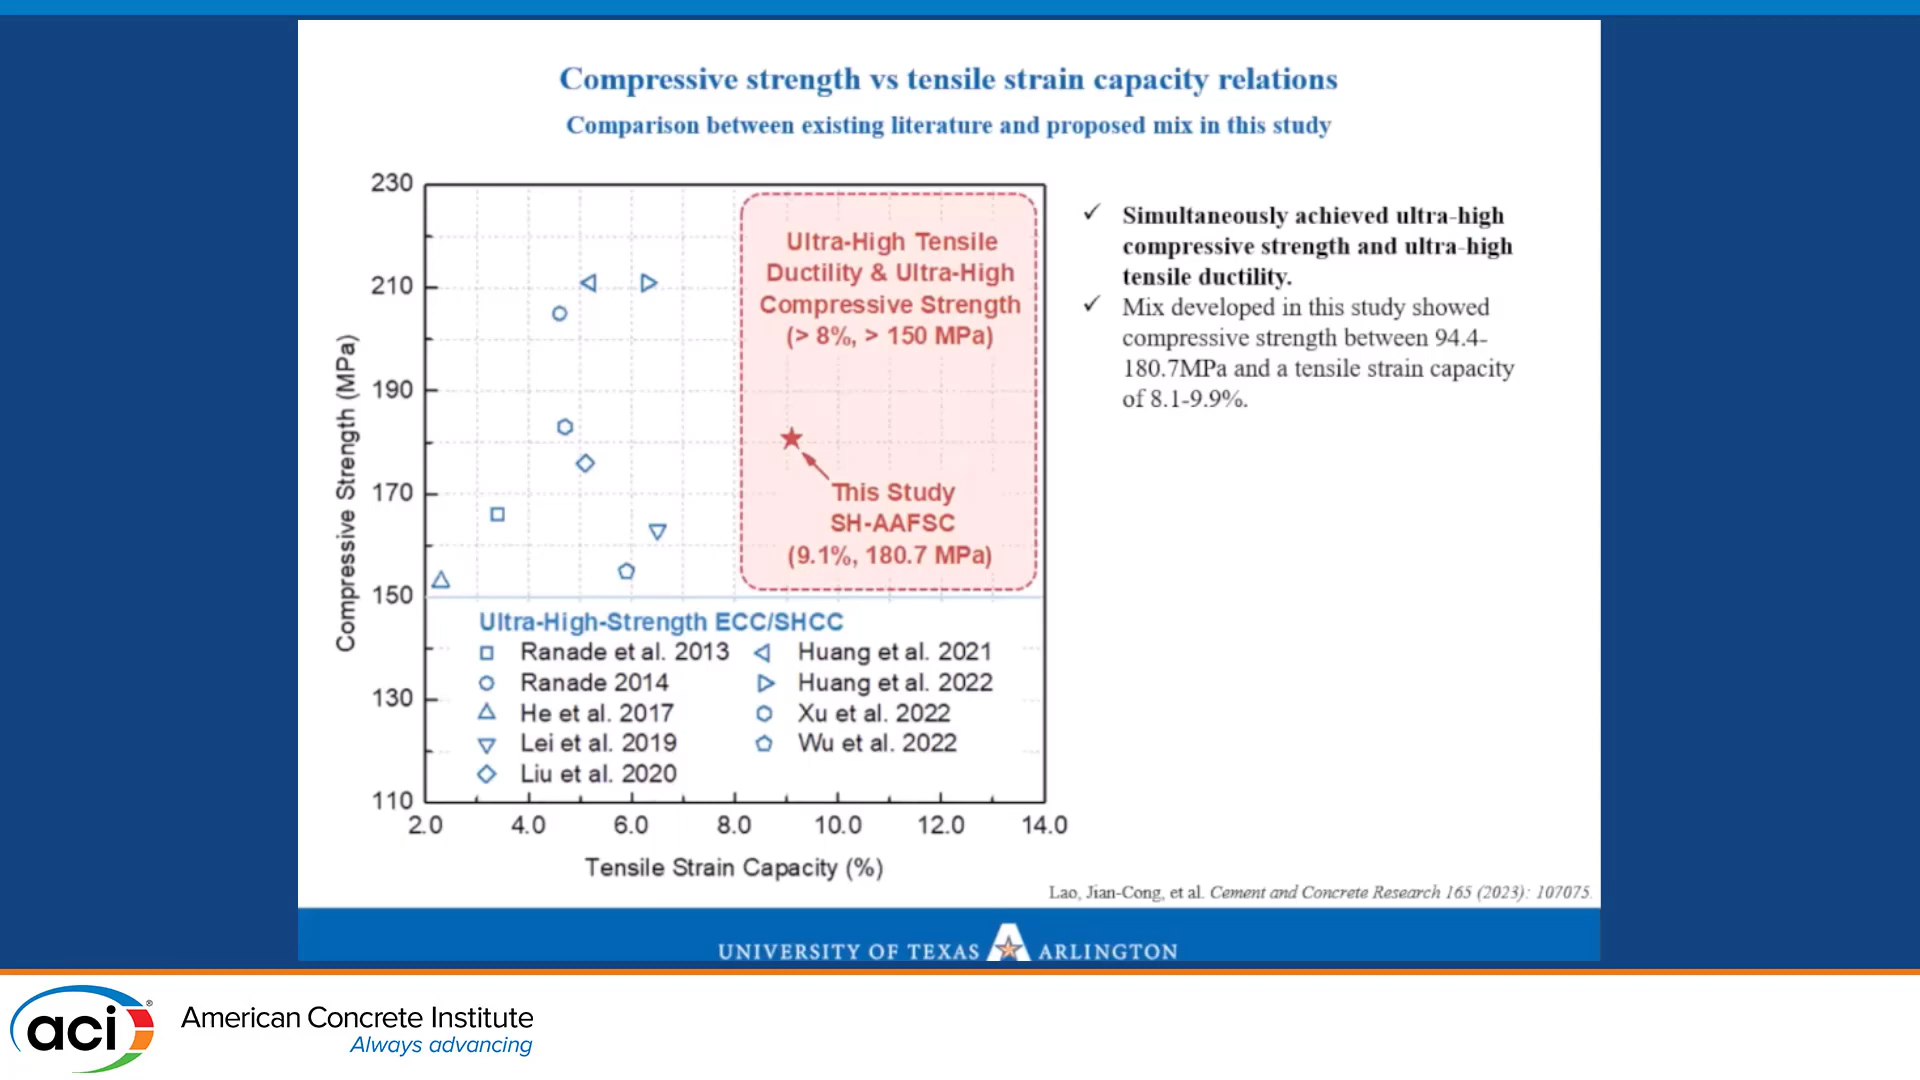 Compressive strength vs tensile strain capacity relations
Comparison between existing literature and proposed mix in this study
230
210
190
170
150
130
110
Compressive Strength (MPa)
Ultra-High Tensile
Ductility & Ultra-High
Compressive Strength
(> 8%, > 150 MPa)
This Study
SH-AAFSC
(9.1%, 180.7 MPa)
Ultra-High-Strength ECC/SHCC
Ranade et al. 2013
Ranade 2014
He et al. 2017
Lei et al. 2019
Liu et al. 2020
Huang et al. 2021
Huang et al. 2022
Xu et al. 2022
Wu et al. 2022
2.0 4.0 6.0 8.0 10.0 12.0 14.0
Tensile Strain Capacity (%)
✓ Simultaneously achieved ultra-high
compressive strength and ultra-high
tensile ductility.
✓ Mix developed in this study showed
compressive strength between 94.4-
180.7MPa and a tensile strain capacity
of 8.1-9.9%.
Lao, Jian-Cong, et al. Cement and Concrete Research 165 (2023): 107075.
UNIVERSITY OF TEXAS A ARLINGTON
aci®
American Concrete Institute
Always advancing